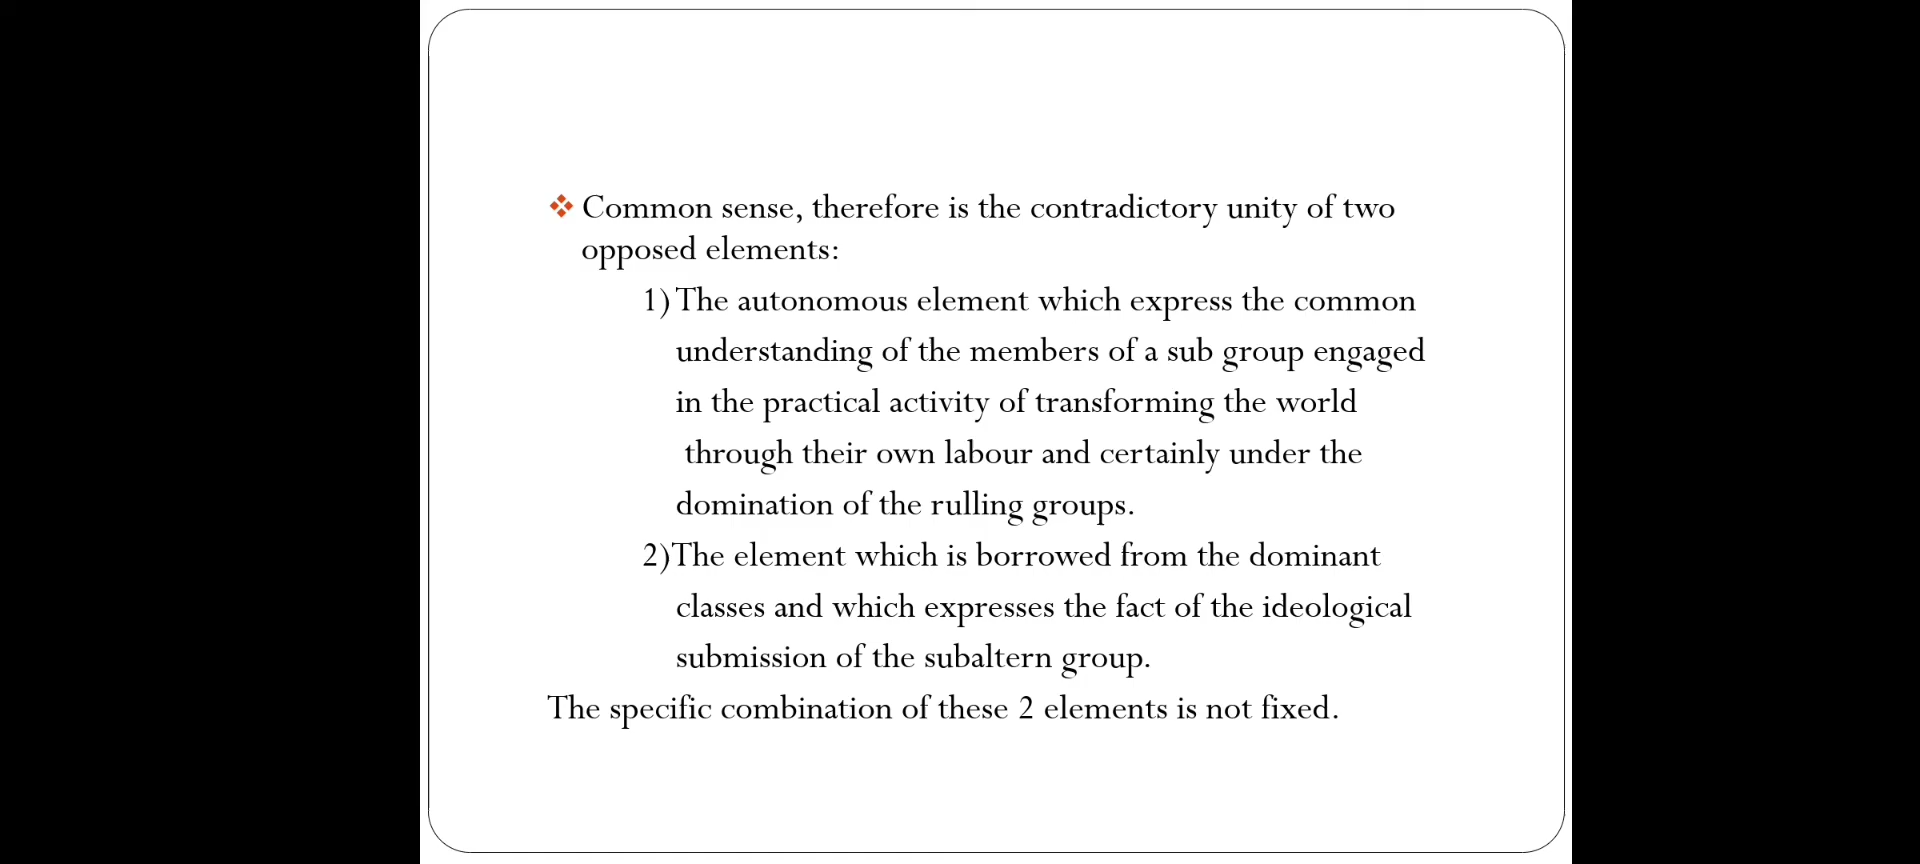 Common sense, therefore is the contradictory unity of two
opposed elements:
1) The autonomous element which express the common
understanding of the members of a sub group engaged
in the practical activity of transforming the world
through their own labour and certainly under the
domination of the rulling groups.
2)The element which is borrowed from the dominant
classes and which expresses the fact of the ideological
submission of the subaltern group.
The specific combination of these 2 elements is not fixed.